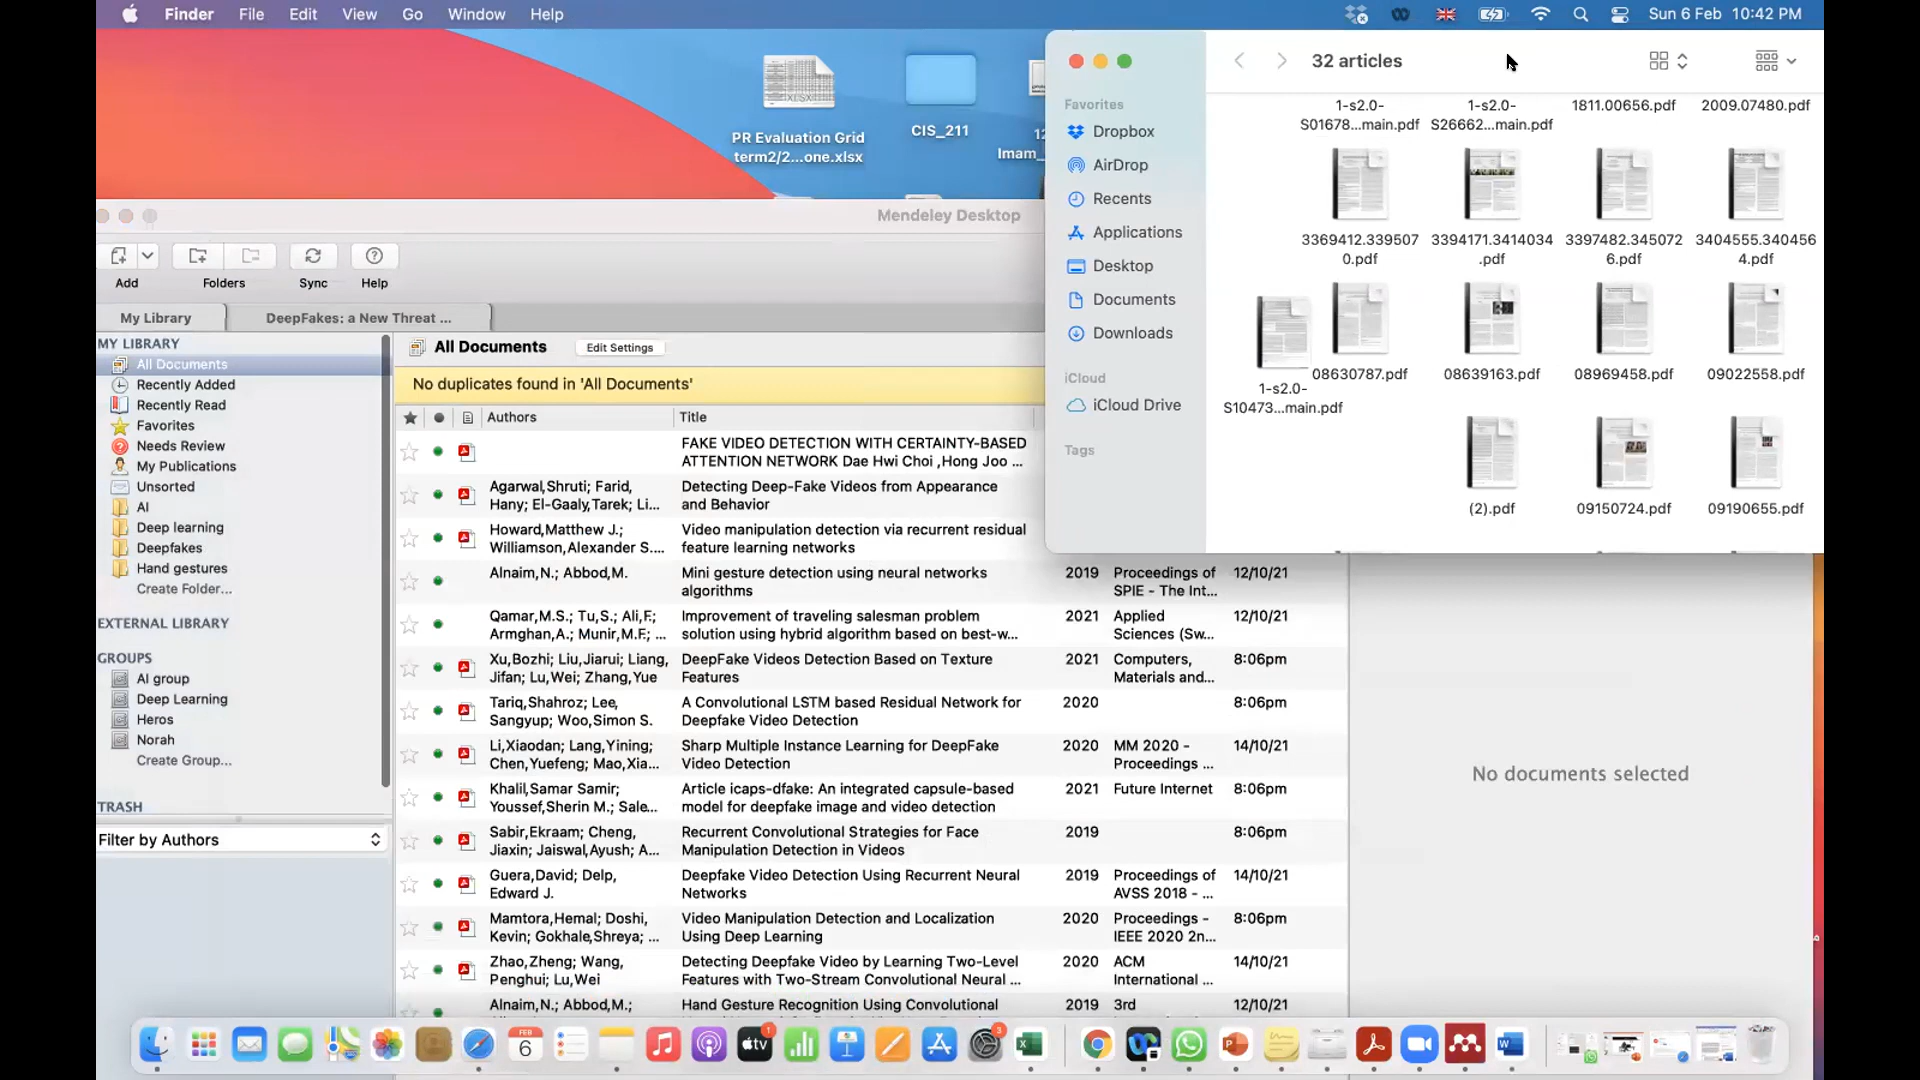 Finder File Edit View Go Window Help
Sun 6 Feb 10:42 PM
XLSX
PR Evaluation Grid
term2/2...one.xlsx
CIS_211
Imam_
32 articles
Favorites
Dropbox
AirDrop
Recents
Applications
Desktop
Documents
Downloads
iCloud
iCloud Drive
Tags
1-s2.0-
S01678...main.pdf
1-s2.0-
S26662...main.pdf
1811.00656.pdf
2009.07480.pdf
3369412.339507
0.pdf
3394171.3414034
.pdf
3397482.345072
6.pdf
3404555.340456
4.pdf
1-s2.0-
S10473...main.pdf
08630787.pdf
08639163.pdf
08969458.pdf
09022558.pdf
(2).pdf
09150724.pdf
09190655.pdf
Mendeley Desktop
Add
Folders
Sync
Help
My Library
DeepFakes: a New Threat ...
MY LIBRARY
All Documents
Recently Added
Recently Read
Favorites
Needs Review
My Publications
Unsorted
AI
Deep learning
Deepfakes
Hand gestures
Create Folder...
EXTERNAL LIBRARY
GROUPS
AI group
Deep Learning
Heros
Norah
Create Group...
TRASH
Filter by Authors
All Documents
Edit Settings
No duplicates found in 'All Documents'
Authors Title
FAKE VIDEO DETECTION WITH CERTAINTY-BASED
ATTENTION NETWORK Dae Hwi Choi ,Hong Joo ...
Agarwal,Shruti; Farid, Detecting Deep-Fake Videos from Appearance
Hany; El-Gaaly,Tarek; Li... and Behavior
Howard,Matthew J.; Video manipulation detection via recurrent residual
Williamson,Alexander S.... feature learning networks
Alnaim,N.; Abbod,M. Mini gesture detection using neural networks 2019 Proceedings of 12/10/21
algorithms SPIE - The Int...
Qamar,M.S.; Tu,S.; Ali,F.; Improvement of traveling salesman problem 2021 Applied 12/10/21
Armghan,A.; Munir,M.F.; ... solution using hybrid algorithm based on best-w... Sciences (Sw...
Xu,Bozhi; Liu,Jiarui; Liang, DeepFake Videos Detection Based on Texture 2021 Computers, 8:06pm
Jifan; Lu,Wei; Zhang,Yue Features Materials and...
Tariq,Shahroz; Lee, A Convolutional LSTM based Residual Network for 2020 8:06pm
Sangyup; Woo,Simon S. Deepfake Video Detection
Li,Xiaodan; Lang,Yining; Sharp Multiple Instance Learning for DeepFake 2020 MM 2020 - 14/10/21
Chen,Yuefeng; Mao,Xia... Video Detection Proceedings ...
Khalil,Samar Samir; Article icaps-dfake: An integrated capsule-based 2021 Future Internet 8:06pm
Youssef,Sherin M.; Sale... model for deepfake image and video detection
Sabir,Ekraam; Cheng, Recurrent Convolutional Strategies for Face 2019 8:06pm
Jiaxin; Jaiswal,Ayush; A... Manipulation Detection in Videos
Guera,David; Delp, Deepfake Video Detection Using Recurrent Neural 2019 Proceedings of 14/10/21
Edward J. Networks AVSS 2018 - ...
Mamtora,Hemal; Doshi, Video Manipulation Detection and Localization 2020 Proceedings - 8:06pm
Kevin; Gokhale,Shreya; ... Using Deep Learning IEEE 2020 2n...
Zhao,Zheng; Wang, Detecting Deepfake Video by Learning Two-Level 2020 ACM 14/10/21
Penghui; Lu,Wei Features with Two-Stream Convolutional Neural ... International ...
Alnaim,N.; Abbod,M.; Hand Gesture Recognition Using Convolutional 2019 3rd 12/10/21
No documents selected
FEB
6
tv
1
3